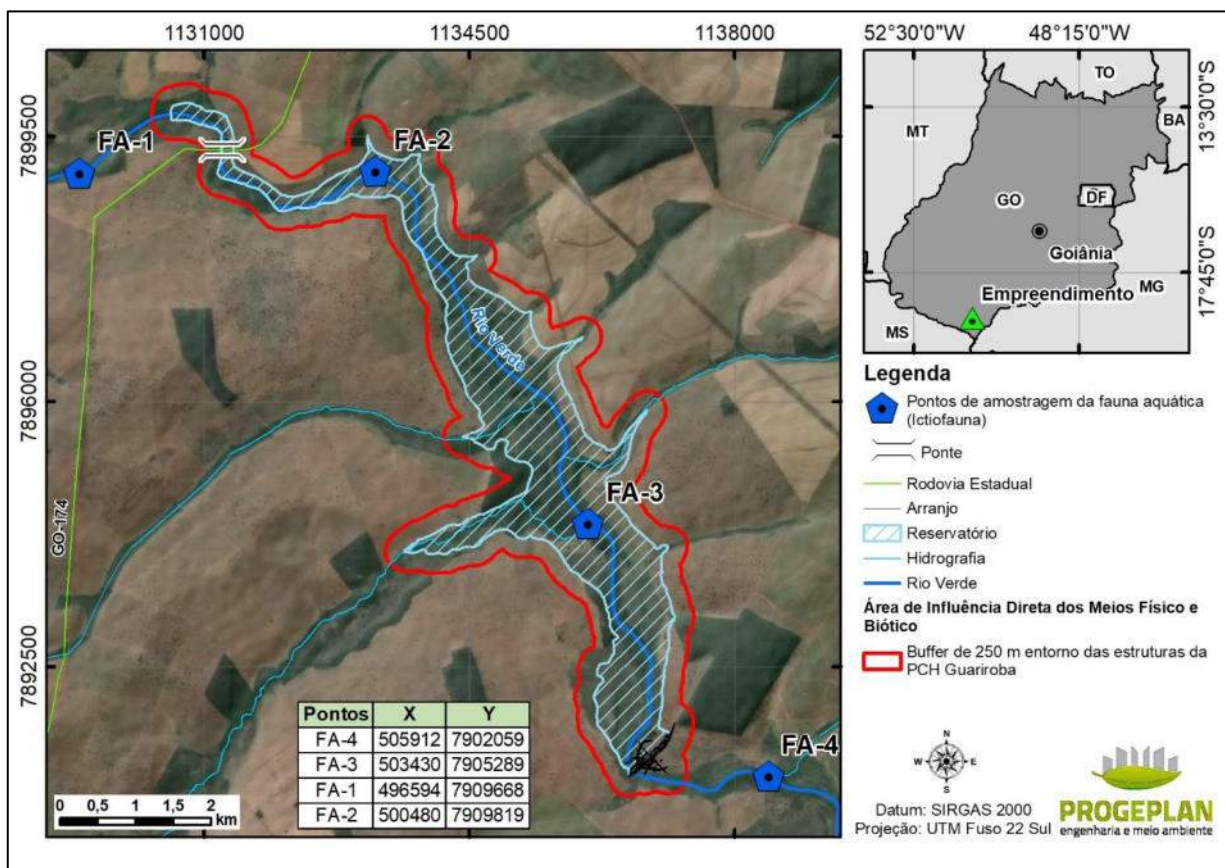 1131000
1134500
1138000
7899500
7896000
7892500
FA-1
FA-2
Rio Verde
FA-3
FA-4
GO-174
Pontos X Y
FA-4 505912 7902059
FA-3 503430 7905289
FA-1 496594 7909668
FA-2 500480 7909819
0 0,5 1 1,5 2
km
52°30'0"W 48°15'0"W
13°30'0"S
17°45'0"S
TO
MT
BA
GO
DF
Goiânia
MG
Empreendimento
MS
Legenda
Pontos de amostragem da fauna aquática
(Ictiofauna)
Ponte
Rodovia Estadual
Arranjo
Reservatório
Hidrografia
Rio Verde
Área de Influência Direta dos Meios Físico e
Biótico
Buffer de 250 m entorno das estruturas da
PCH Guariroba
N
W E
S
Datum: SIRGAS 2000
Projeção: UTM Fuso 22 Sul
PROGEPLAN
engenharia e meio ambiente